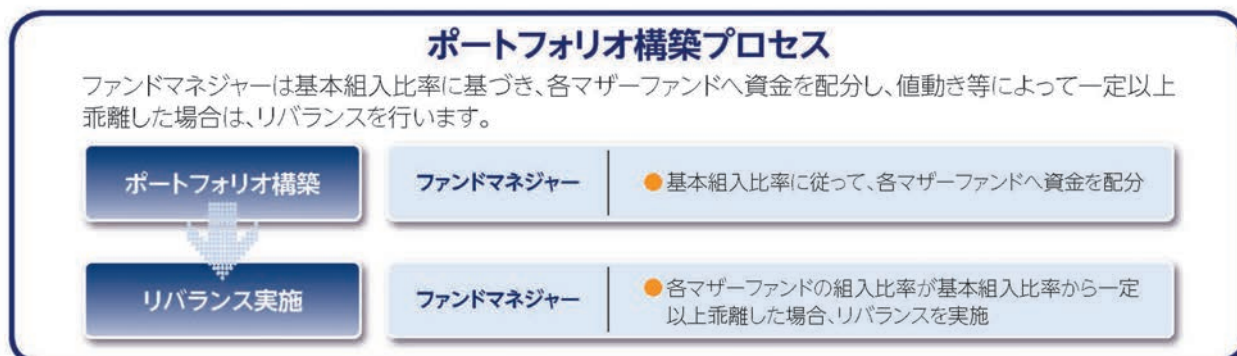 ポートフォリオ構築プロセス
ファンドマネジャーは基本組入比率に基づき、各マザーファンドへ資金を配分し、値動き等によって一定以上
乖離した場合は、リバランスを行います。
ポートフォリオ構築
ファンドマネジャー
●基本組入比率に従って、各マザーファンドへ資金を配分
リバランス実施
ファンドマネジャー
●各マザーファンドの組入比率が基本組入比率から一定
以上乖離した場合、リバランスを実施